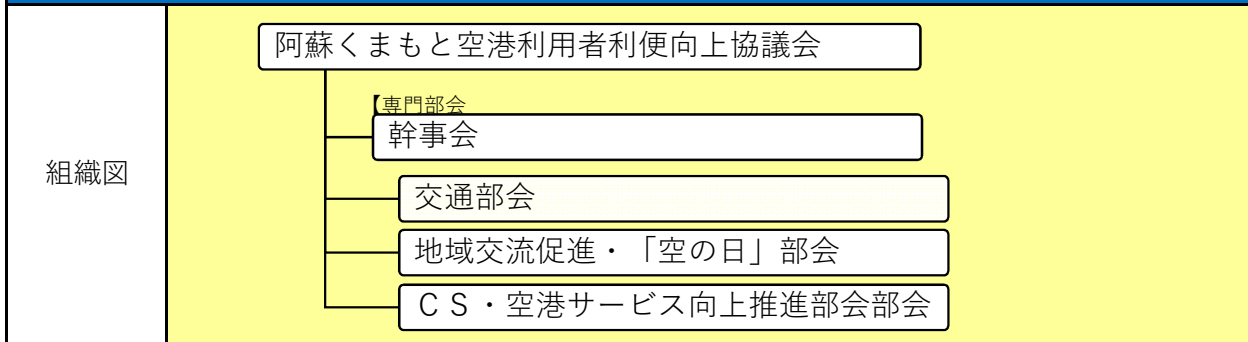 組織図
阿蘇くまもと空港利用者利便向上協議会
【専門部会
幹事会
交通部会
地域交流促進・「空の日」部会
ＣＳ・空港サービス向上推進部会部会